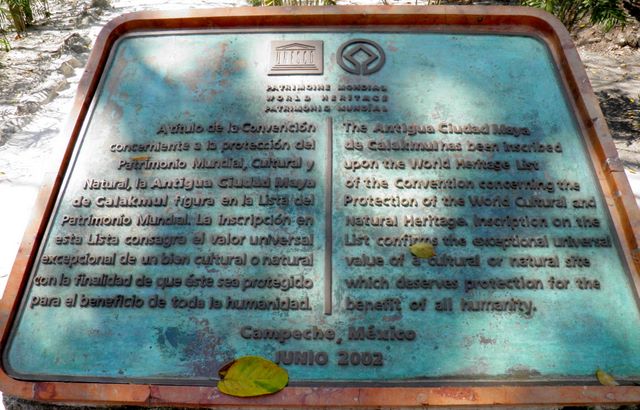 PATRIMOINE MONDIAL
WORLD HERITAGE
PATRIMONIO MUNDIAL
A título de la Convención
concerniente a la protección del
Patrimonio Mundial, Cultural y
Natural, la Antigua Ciudad Maya
de Calakmul figura en la Lista del
Patrimonio Mundial. La inscripción en
esta Lista consagra el valor universal
excepcional de un bien cultural o natural
con la finalidad de que éste sea protegido
para el beneficio de toda la humanidad.
The Antigua Ciudad Maya
de Calakmul has been inscribed
upon the World Heritage List
of the Convention concerning the
Protection of the World Cultural and
Natural Heritage. Inscription on the
List confirms the exceptional universal
value of a cultural or natural site
which deserves protection for the
benefit of all humanity.
Campeche, México
JUNIO 2002